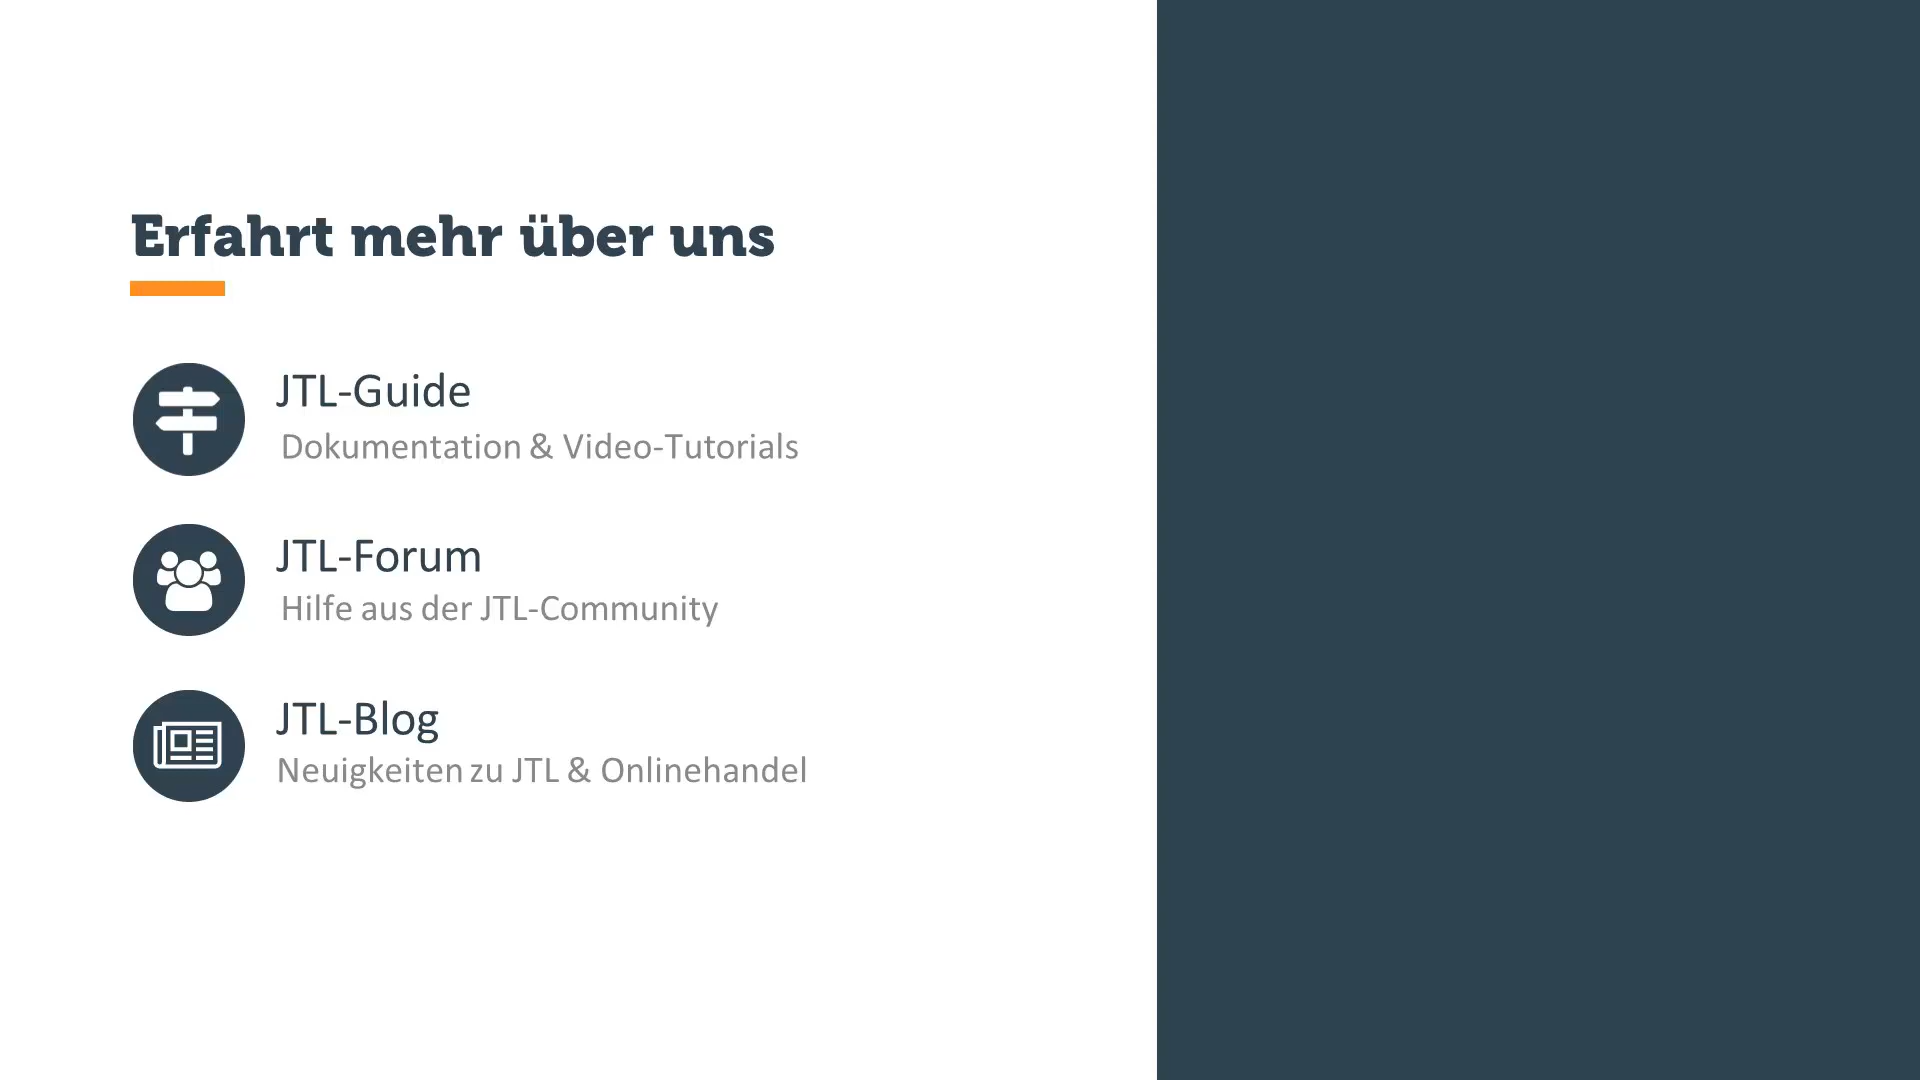 Erfahrt mehr über uns
JTL-Guide
Dokumentation & Video-Tutorials
JTL-Forum
Hilfe aus der JTL-Community
JTL-Blog
Neuigkeiten zu JTL & Onlinehandel